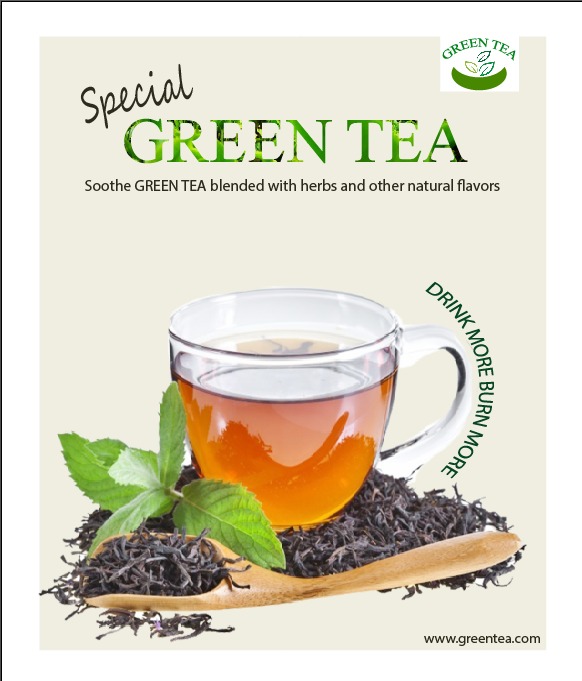 GREEN TEA
Special
GREEN TEA
Soothe GREEN TEA blended with herbs and other natural flavors
DRINK MORE BURN MORE
www.greentea.com